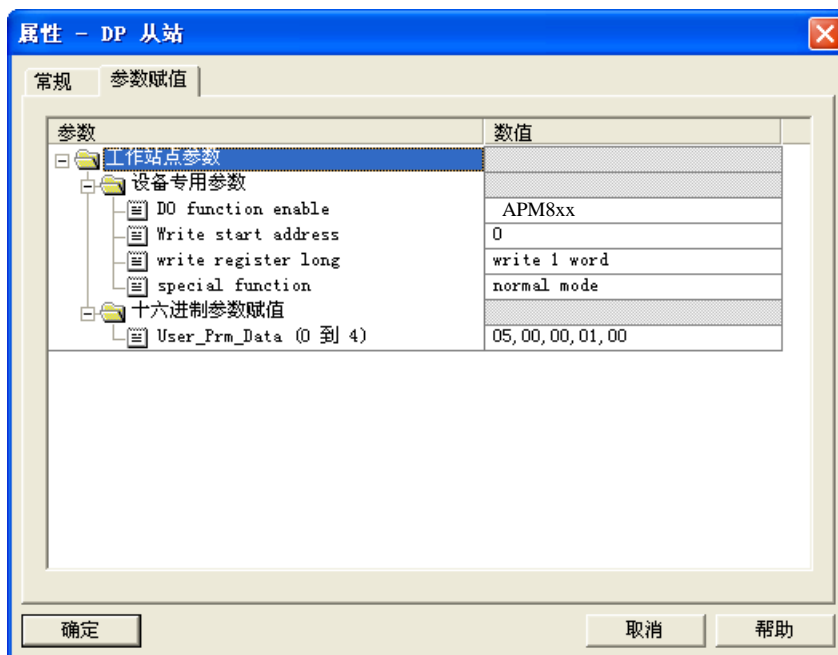 属性 - DP 从站
常规 参数赋值
参数 数值
工作站点参数
设备专用参数
DO function enable APM8xx
Write start address 0
write register long write 1 word
special function normal mode
十六进制参数赋值
User_Prm_Data (0 到 4) 05,00,00,01,00
确定 取消 帮助